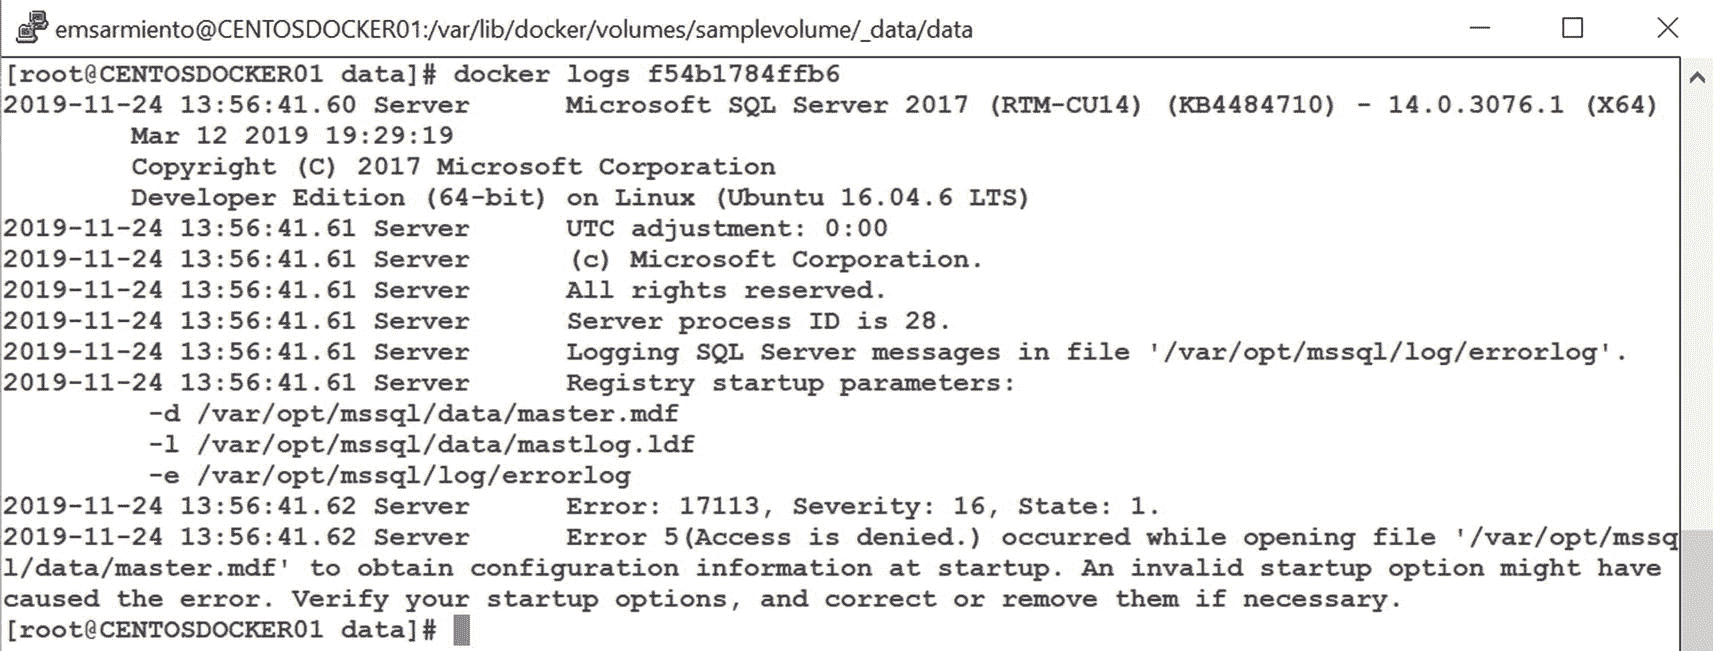 emsarmiento@CENTOSDOCKER01:/var/lib/docker/volumes/samplevolume/_data/data
[root@CENTOSDOCKER01 data]# docker logs f54b1784ffb6
2019-11-24 13:56:41.60 Server      Microsoft SQL Server 2017 (RTM-CU14) (KB4484710) - 14.0.3076.1 (X64)
        Mar 12 2019 19:29:19
        Copyright (C) 2017 Microsoft Corporation
        Developer Edition (64-bit) on Linux (Ubuntu 16.04.6 LTS)
2019-11-24 13:56:41.61 Server      UTC adjustment: 0:00
2019-11-24 13:56:41.61 Server      (c) Microsoft Corporation.
2019-11-24 13:56:41.61 Server      All rights reserved.
2019-11-24 13:56:41.61 Server      Server process ID is 28.
2019-11-24 13:56:41.61 Server      Logging SQL Server messages in file '/var/opt/mssql/log/errorlog'.
2019-11-24 13:56:41.61 Server      Registry startup parameters:
         -d /var/opt/mssql/data/master.mdf
         -l /var/opt/mssql/data/mastlog.ldf
         -e /var/opt/mssql/log/errorlog
2019-11-24 13:56:41.62 Server      Error: 17113, Severity: 16, State: 1.
2019-11-24 13:56:41.62 Server      Error 5(Access is denied.) occurred while opening file '/var/opt/mssq
l/data/master.mdf' to obtain configuration information at startup. An invalid startup option might have
caused the error. Verify your startup options, and correct or remove them if necessary.
[root@CENTOSDOCKER01 data]#